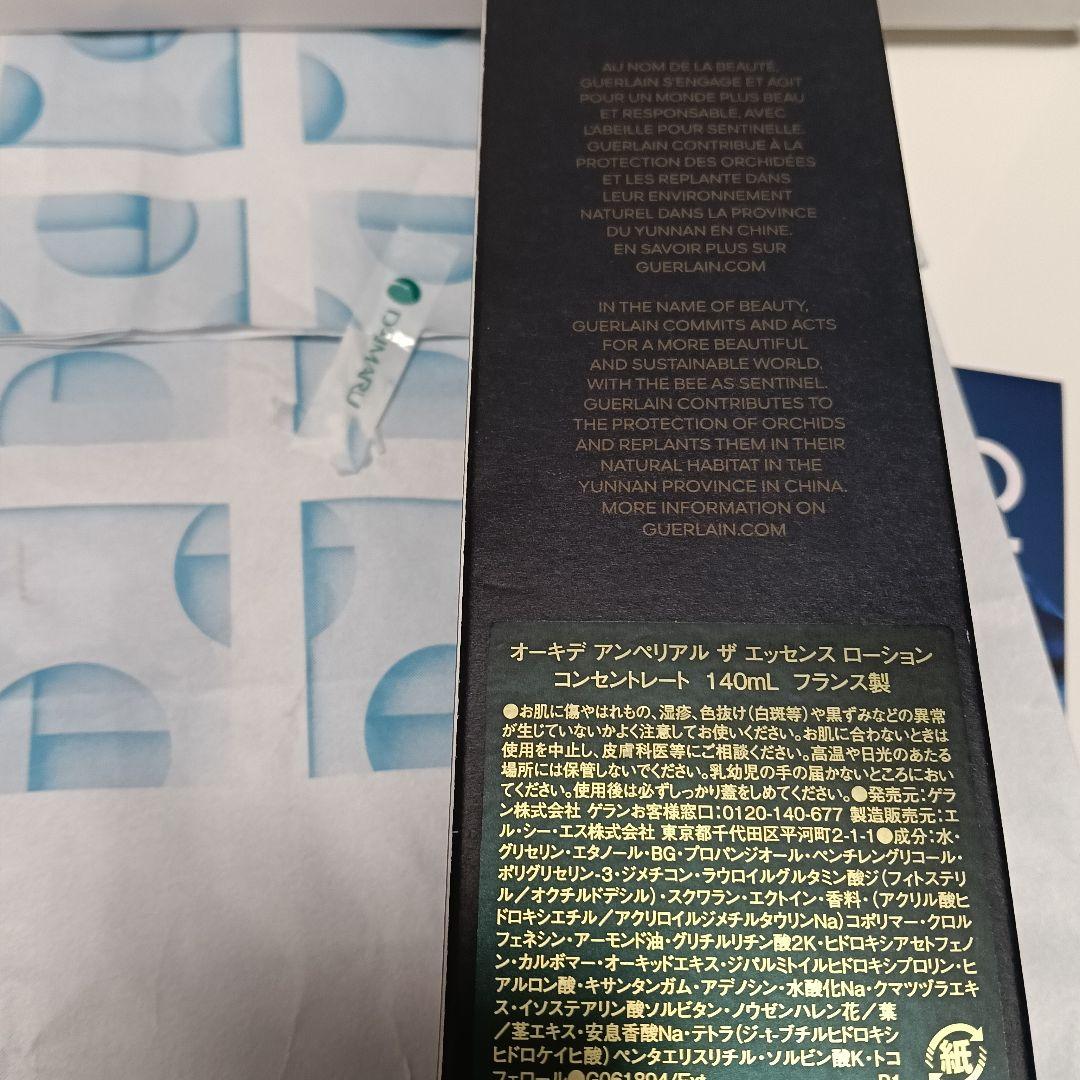 AU NOM DE LA BEAUTÉ,
GUERLAIN S'ENGAGE ET AGIT
POUR UN MONDE PLUS BEAU
ET RESPONSABLE, AVEC
L'ABEILLE POUR SENTINELLE.
GUERLAIN CONTRIBUE À LA
PROTECTION DES ORCHIDÉES
ET LES REPLANTE DANS
LEUR ENVIRONNEMENT
NATUREL DANS LA PROVINCE
DU YUNNAN EN CHINE.
EN SAVOIR PLUS SUR
GUERLAIN.COM
IN THE NAME OF BEAUTY,
GUERLAIN COMMITS AND ACTS
FOR A MORE BEAUTIFUL
AND SUSTAINABLE WORLD,
WITH THE BEE AS SENTINEL.
GUERLAIN CONTRIBUTES TO
THE PROTECTION OF ORCHIDS
AND REPLANTS THEM IN THEIR
NATURAL HABITAT IN THE
YUNNAN PROVINCE IN CHINA.
MORE INFORMATION ON
GUERLAIN.COM
DAIMARU
オーキデ アンペリアル ザ エッセンス ローション
コンセントレート 140mL フランス製
●お肌に傷やはれもの、湿疹、色抜け(白斑等)や黒ずみなどの異常
が生じていないかよく注意してお使いください。お肌に合わないときは
使用を中止し、皮膚科医等にご相談ください。高温や日光のあたる
場所には保管しないでください。乳幼児の手の届かないところにおい
てください。使用後は必ずしっかり蓋をしめてください。●発売元:ゲラ
ン株式会社 ゲランお客様窓口:0120-140-677 製造販売元:エ
ル・シー・エス株式会社 東京都千代田区平河町2-1-1●成分:水・
グリセリン・エタノール・BG・プロパンジオール・ペンチレングリコール・
ポリグリセリン-3・ジメチコン・ラウロイルグルタミン酸ジ(フィトステリ
ル/オクチルドデシル)・スクワラン・エクトイン・香料・(アクリル酸ヒ
ドロキシエチル/アクリロイルジメチルタウリンNa)コポリマー・クロル
フェネシン・アーモンド油・グリチルリチン酸2K・ヒドロキシアセトフェノ
ン・カルボマー・オーキッドエキス・ジパルミトイルヒドロキシプロリン・ヒ
アルロン酸・キサンタンガム・アデノシン・水酸化Na・クマツヅラエキ
ス・イソステアリン酸ソルビタン・ノウゼンハレン花/葉
/茎エキス・安息香酸Na・テトラ(ジ-t-ブチルヒドロキシ
ヒドロケイヒ酸)ペンタエリスリチル・ソルビン酸K・トコ
フェロール●G061894/Ext
紙